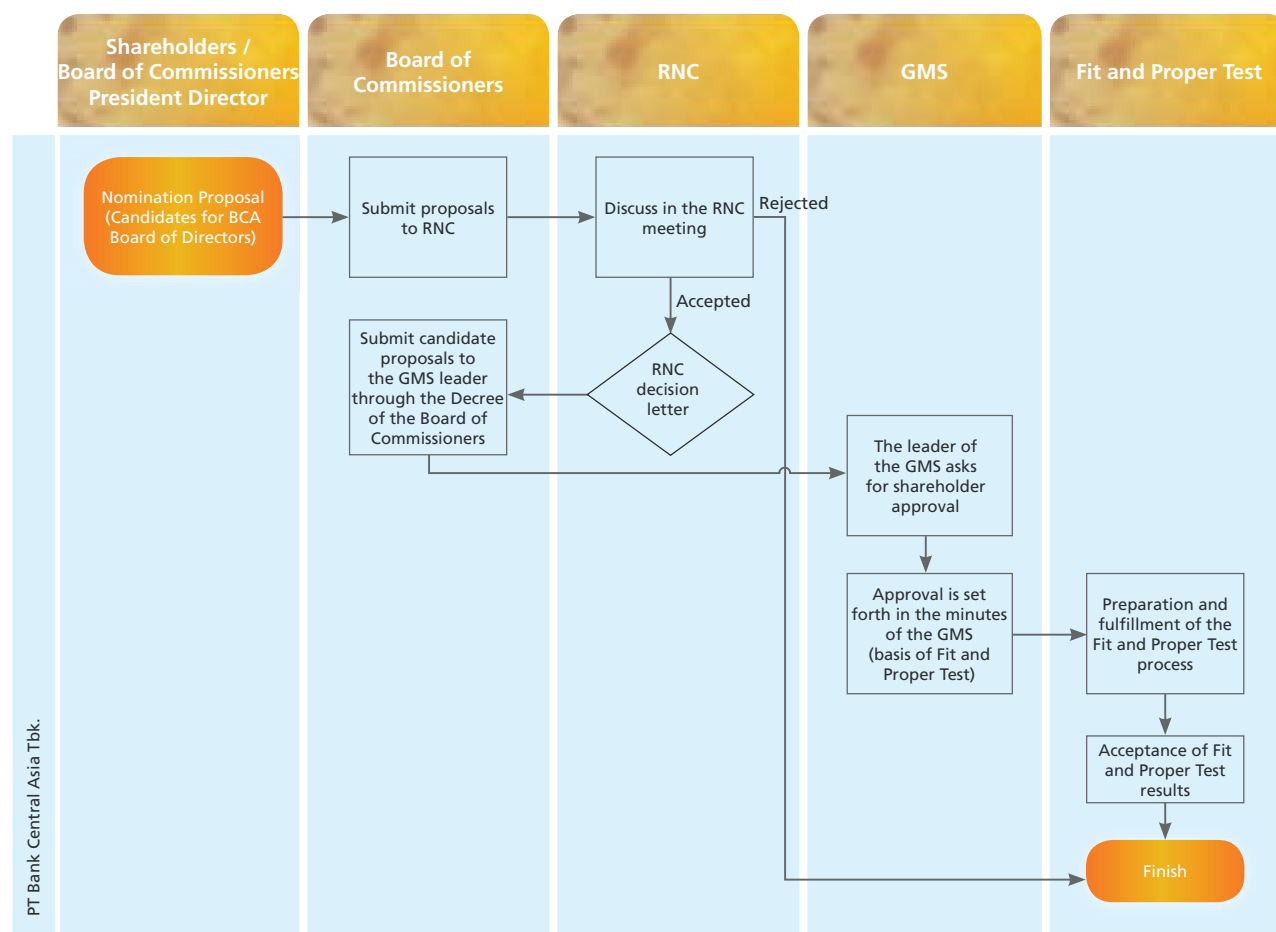 Shareholders /
Board of Commissioners
President Director
Board of
Commissioners
RNC
GMS
Fit and Proper Test
Nomination Proposal
(Candidates for BCA
Board of Directors)
Submit proposals
to RNC
Discuss in the RNC
meeting
Rejected
Accepted
Submit candidate
proposals to
the GMS leader
through the Decree
of the Board of
Commissioners
RNC
decision
letter
The leader of
the GMS asks
for shareholder
approval
Approval is set
forth in the minutes
of the GMS
(basis of Fit and
Proper Test)
Preparation and
fulfillment of the
Fit and Proper Test
process
Acceptance of Fit
and Proper Test
results
Finish
PT Bank Central Asia Tbk.